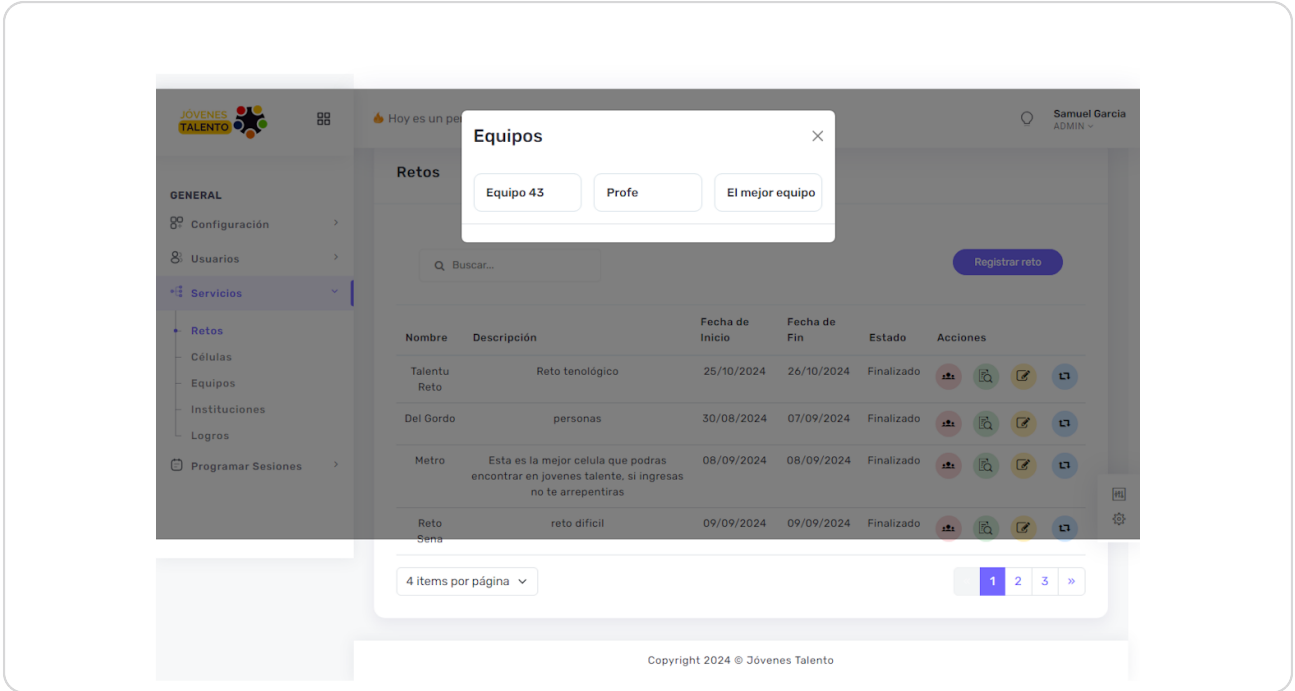 JÓVENES
TALENTO
Hoy es un pe
Samuel Garcia
ADMIN
Equipos
Equipo 43
Profe
El mejor equipo
Retos
GENERAL
Configuración
Usuarios
Servicios
Retos
Células
Equipos
Instituciones
Logros
Programar Sesiones
Buscar...
Registrar reto
Nombre Descripción Fecha de Inicio Fecha de Fin Estado Acciones
Talentu Reto Reto tenológico 25/10/2024 26/10/2024 Finalizado
Del Gordo personas 30/08/2024 07/09/2024 Finalizado
Metro Esta es la mejor celula que podras 08/09/2024 08/09/2024 Finalizado
encontrar en jovenes talente, si ingresas
no te arrepentiras
Reto Sena reto dificil 09/09/2024 09/09/2024 Finalizado
4 items por página
1 2 3 »
Copyright 2024 © Jóvenes Talento